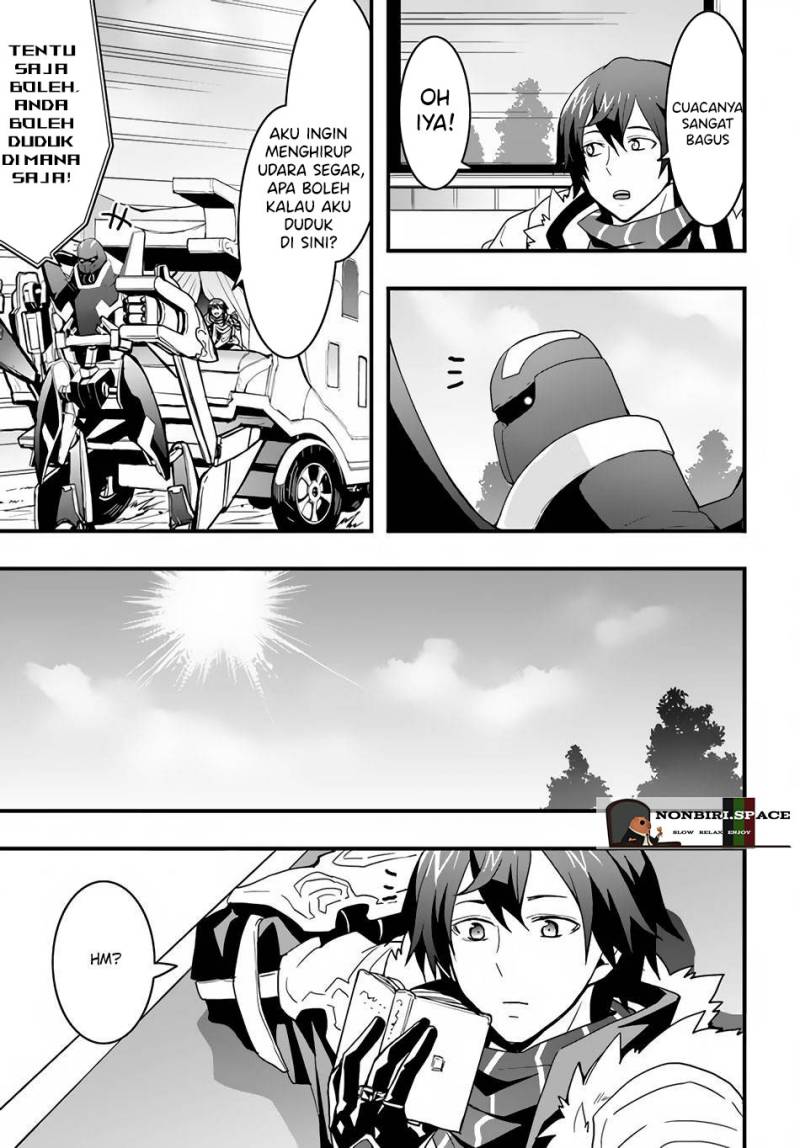 CUACANYA
SANGAT
BAGUS
OH
IYA!
AKU INGIN
MENGHIRUP
UDARA SEGAR,
APA BOLEH
KALAU AKU
DUDUK
DI SINI?
TENTU
SAJA
BOLEH,
ANDA
BOLEH
DUDUK
DI MANA
SAJA!
NONBIRI.SPACE
SLOW RELAX ENJOY
HM?